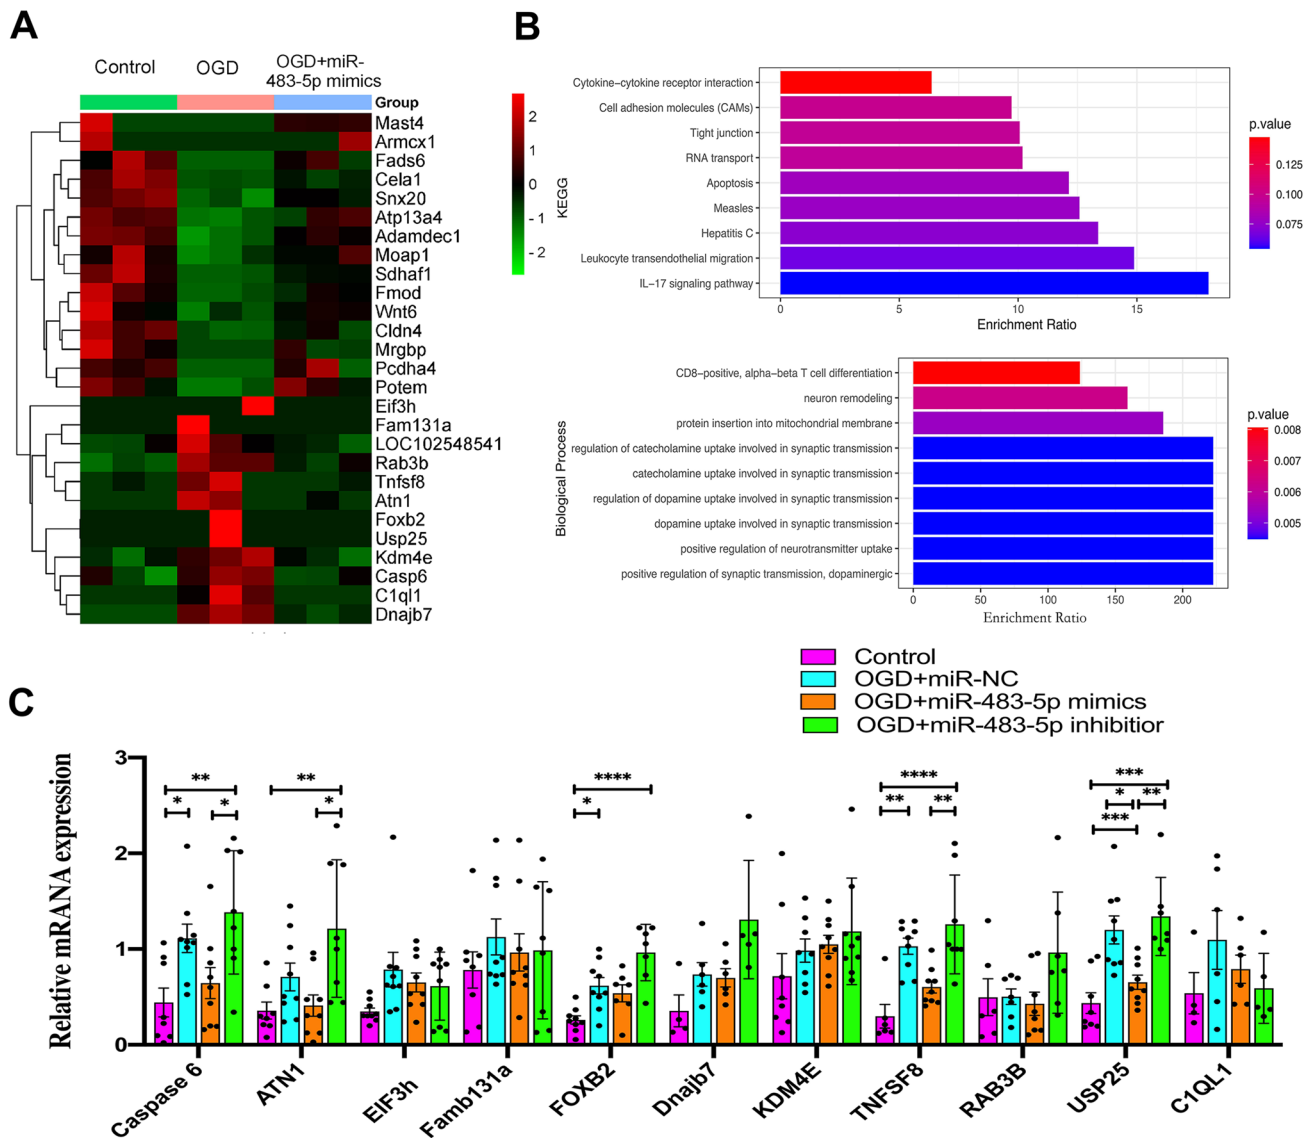 A
Control
OGD
OGD+miR-
483-5p mimics
Group
Mast4
Armcx1
Fads6
Cela1
Snx20
Atp13a4
Adamdec1
Moap1
Sdhaf1
Fmod
Wnt6
Cldn4
Mrgbp
Pcdha4
Potem
Eif3h
Fam131a
LOC102548541
Rab3b
Tnfsf8
Atn1
Foxb2
Usp25
Kdm4e
Casp6
C1ql1
Dnajb7
2
1
0
- 1
- 2
B
KEGG
Cytokine−cytokine receptor interaction
Cell adhesion molecules (CAMs)
Tight junction
RNA transport
Apoptosis
Measles
Hepatitis C
Leukocyte transendothelial migration
IL−17 signaling pathway
0
5
10
15
Enrichment Ratio
p.value
0.125
0.100
0.075
Biological Process
CD8−positive, alpha−beta T cell differentiation
neuron remodeling
protein insertion into mitochondrial membrane
regulation of catecholamine uptake involved in synaptic transmission
catecholamine uptake involved in synaptic transmission
regulation of dopamine uptake involved in synaptic transmission
dopamine uptake involved in synaptic transmission
positive regulation of neurotransmitter uptake
positive regulation of synaptic transmission, dopaminergic
0
50
100
150
200
Enrichment Ratio
p.value
0.008
0.007
0.006
0.005
C
Control
OGD+miR-NC
OGD+miR-483-5p mimics
OGD+miR-483-5p inhibitior
Relative mRANA expression
3
2
1
0
**
*
*
**
*
****
*
****
**
**
***
*
**
***
Caspase 6
ATN1
EIF3h
Famb131a
FOXB2
Dnajb7
KDM4E
TNFSF8
RAB3B
USP25
C1QL1